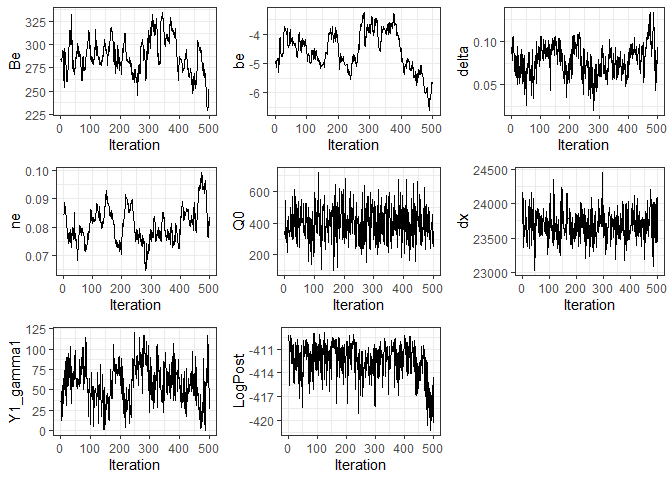 Be
325
300
275
250
225
0 100 200 300 400 500
Iteration
be
-4
-5
-6
0 100 200 300 400 500
Iteration
delta
0.10
0.05
0 100 200 300 400 500
Iteration
ne
0.10
0.09
0.08
0.07
0 100 200 300 400 500
Iteration
Q0
600
400
200
0 100 200 300 400 500
Iteration
dx
24500
24000
23500
23000
0 100 200 300 400 500
Iteration
Y1_gamma1
125
100
75
50
25
0
0 100 200 300 400 500
Iteration
LogPost
-411
-414
-417
-420
0 100 200 300 400 500
Iteration